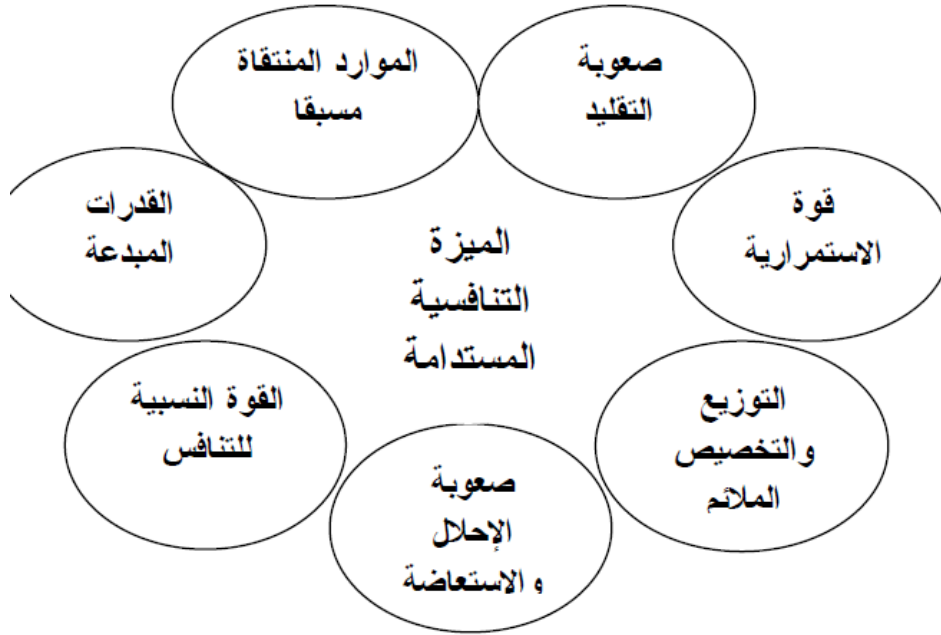 صعوبة
التقليد
الموارد المنتقاة
مسبقا
قوة
الاستمرارية
القدرات
المبدعة
الميزة
التنافسية
المستدامة
التوزيع
والتخصيص
الملائم
القوة النسبية
للتنافس
صعوبة
الإحلال
والاستعاضة